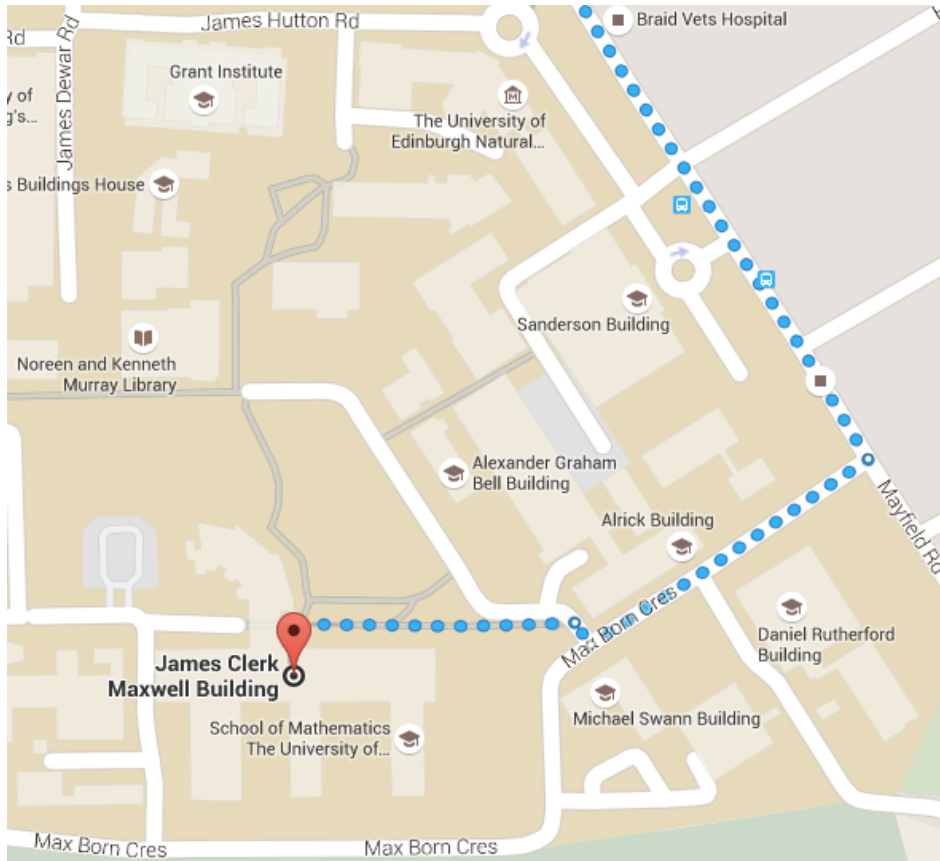 James Hutton Rd
Braid Vets Hospital
Rd
Grant Institute
James Dewar Rd
y of
g's...
The University of
Edinburgh Natural...
s Buildings House
Sanderson Building
Noreen and Kenneth
Murray Library
Alexander Graham
Bell Building
Mayfield Rd
Alrick Building
Max Born Cres
Daniel Rutherford
Building
James Clerk
Maxwell Building
Michael Swann Building
School of Mathematics
The University of...
Max Born Cres
Max Born Cres